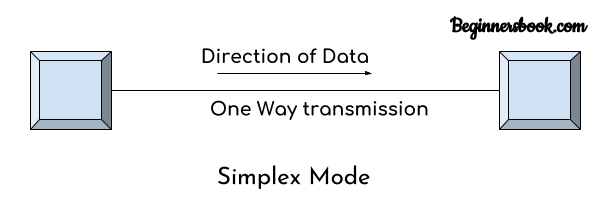 Beginnersbook.com
Direction of Data
One Way transmission
Simplex Mode